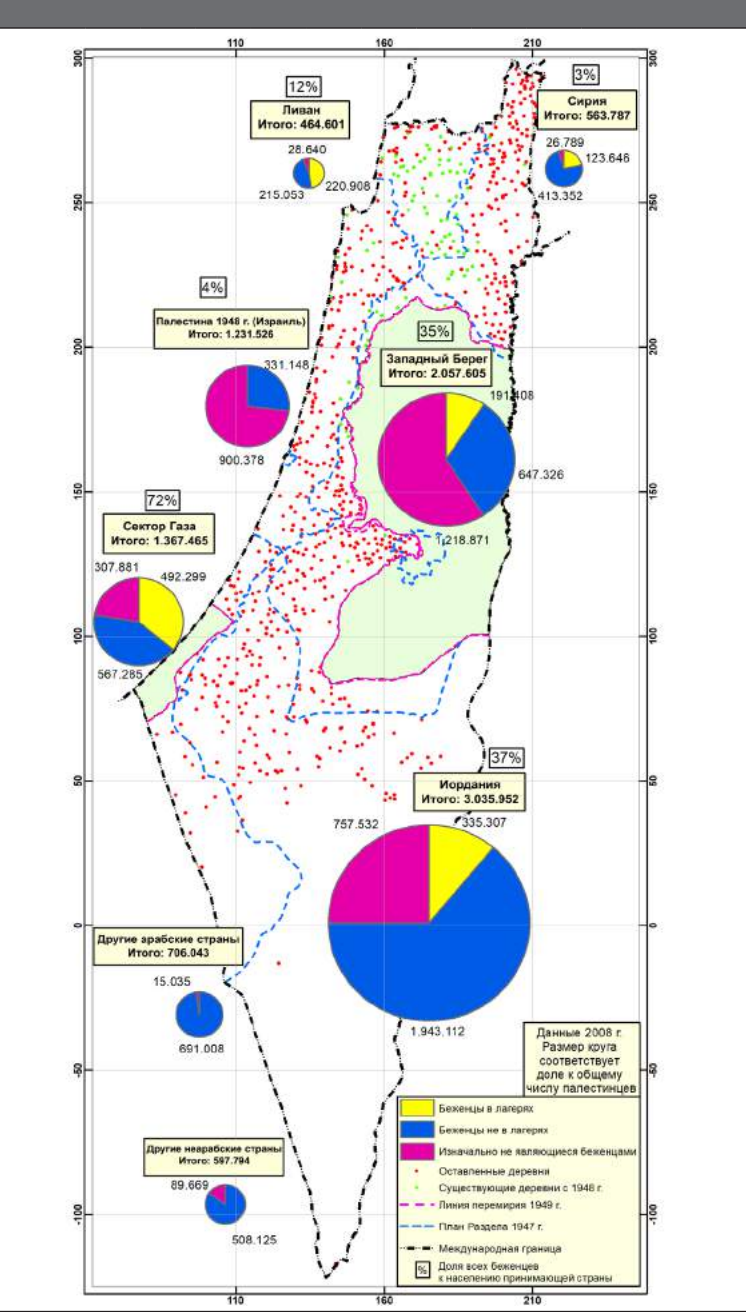 110 160 210
300
12%
Ливан
Итого: 464.601
28.640
215.053
220.908
3%
Сирия
Итого: 563.787
26.789
123.646
413.352
250
4%
Палестина 1948 г. (Израиль)
Итого: 1.231.526
331.148
900.378
200
35%
Западный Берег
Итого: 2.057.605
191.408
647.326
1.218.871
150
72%
Сектор Газа
Итого: 1.367.465
307.881
492.299
567.285
100
50
37%
Иордания
Итого: 3.035.952
757.532
335.307
1.943.112
0
Другие арабские страны
Итого: 706.043
15.035
691.008
-50
Другие неарабские страны
Итого: 597.794
89.669
508.125
-100
Данные 2008 г.
Размер круга
соответствует
доле к общему
числу палестинцев
Беженцы в лагерях
Беженцы не в лагерях
Изначально не являющиеся беженцами
Оставленные деревни
Существующие деревни с 1948 г.
Линия перемирия 1949 г.
План Раздела 1947 г.
Международная граница
% Доля всех беженцев
к населению принимающей страны
110 160 210
300
250
200
150
100
50
0
-50
-100